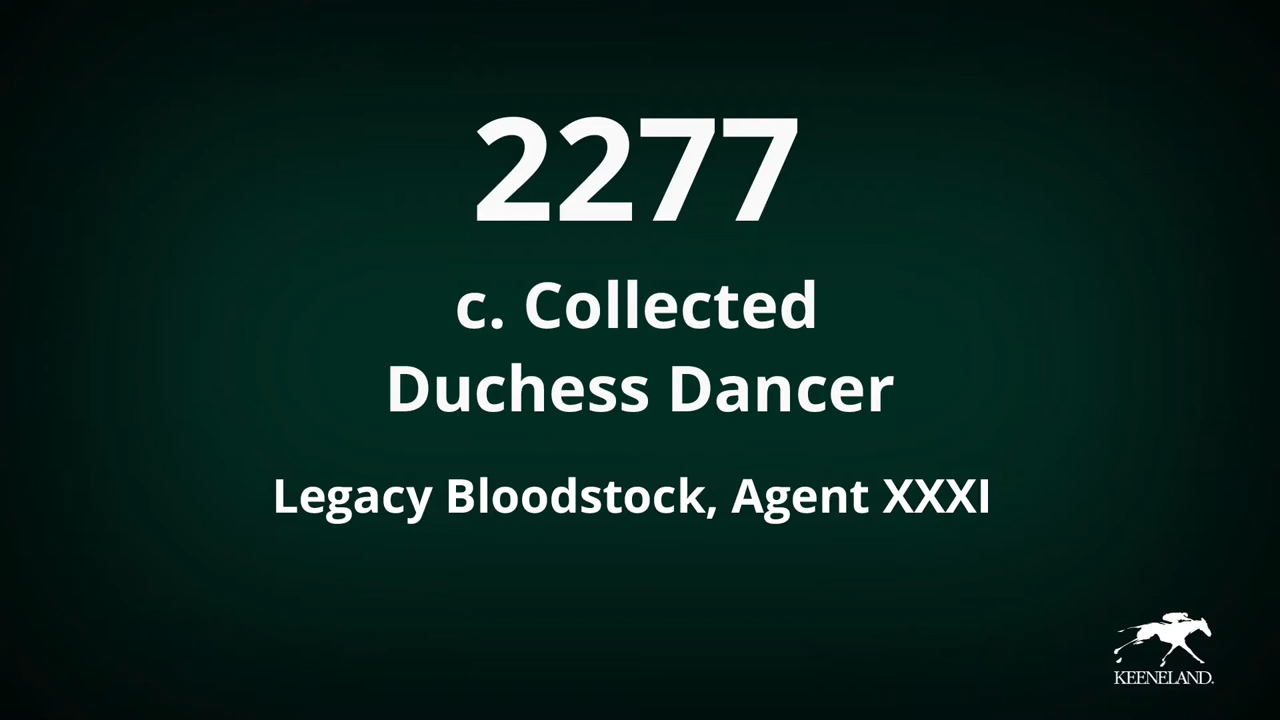 2277
c. Collected
Duchess Dancer
Legacy Bloodstock, Agent XXXI
KEENELAND.